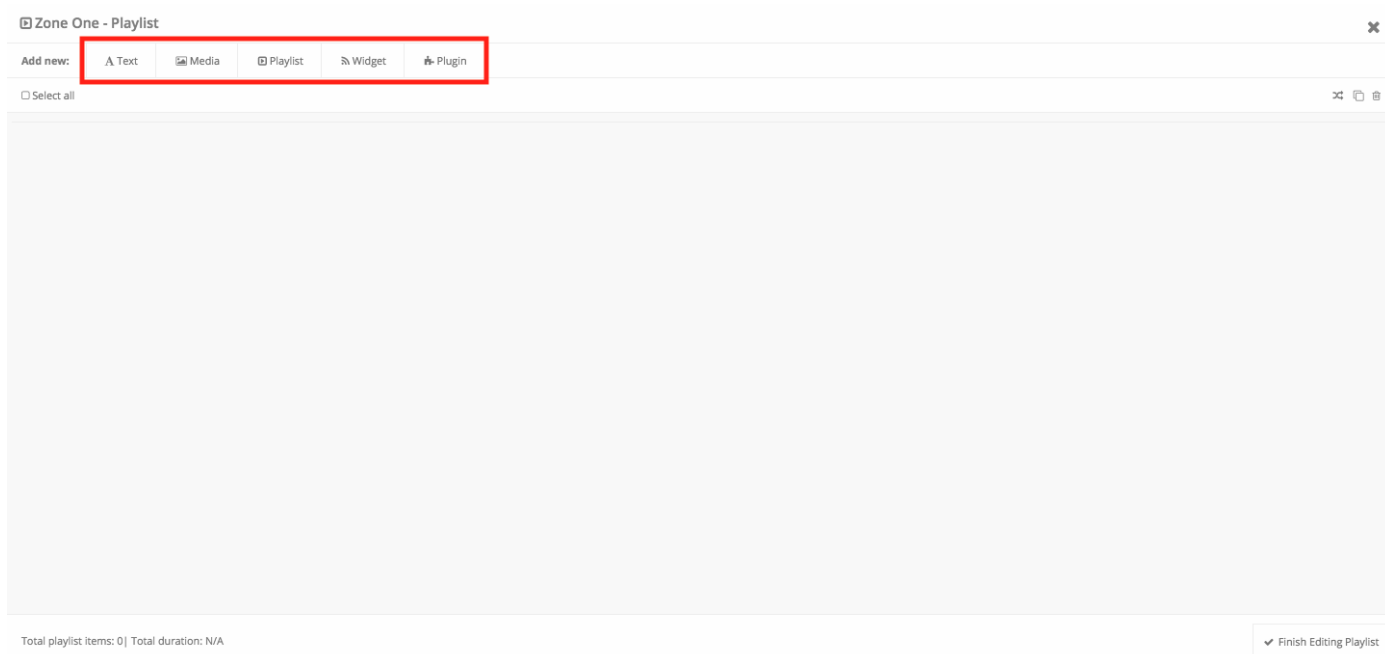 Zone One - Playlist
Add new: Text Media Playlist Widget Plugin
Select all
Total playlist items: 0| Total duration: N/A
Finish Editing Playlist